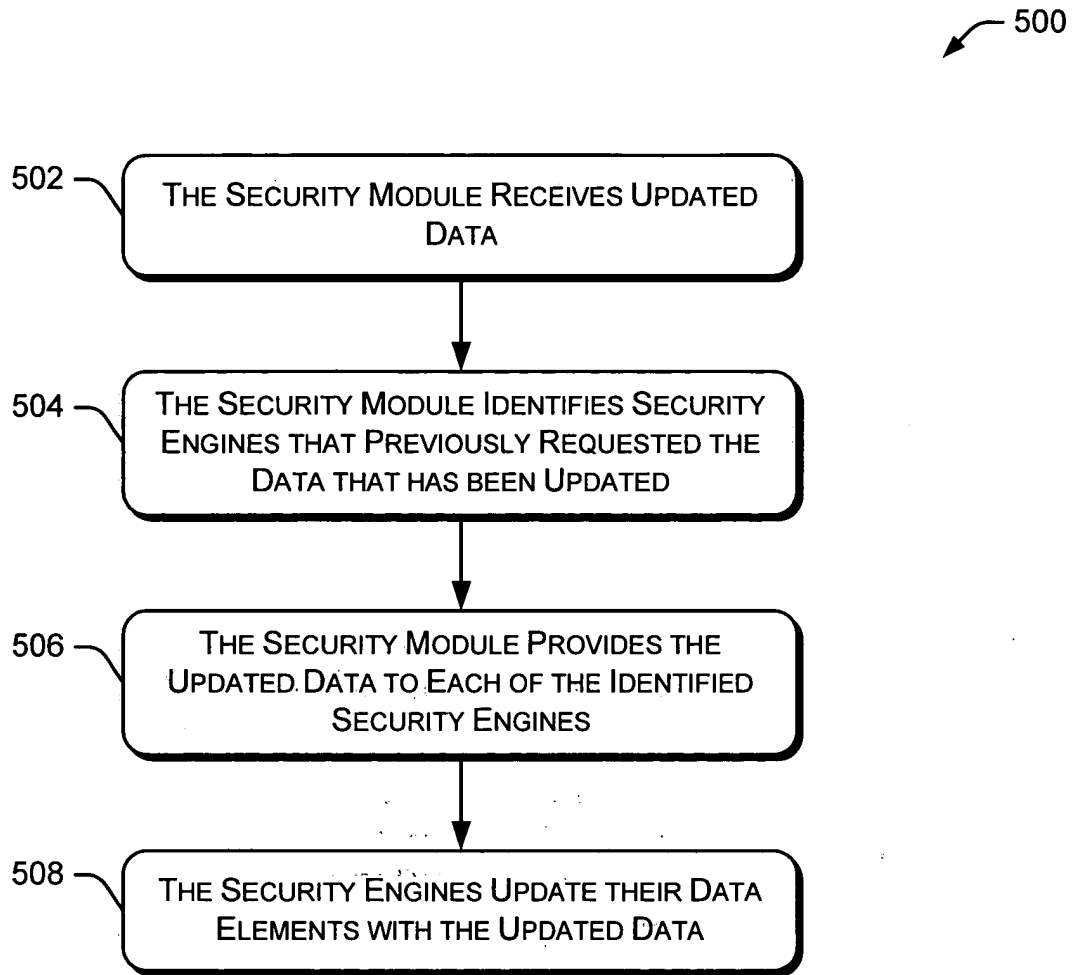 500
502
THE SECURITY MODULE RECEIVES UPDATED
DATA
504
THE SECURITY MODULE IDENTIFIES SECURITY
ENGINES THAT PREVIOUSLY REQUESTED THE
DATA THAT HAS BEEN UPDATED
506
THE SECURITY MODULE PROVIDES THE
UPDATED DATA TO EACH OF THE IDENTIFIED
SECURITY ENGINES
508
THE SECURITY ENGINES UPDATE THEIR DATA
ELEMENTS WITH THE UPDATED DATA